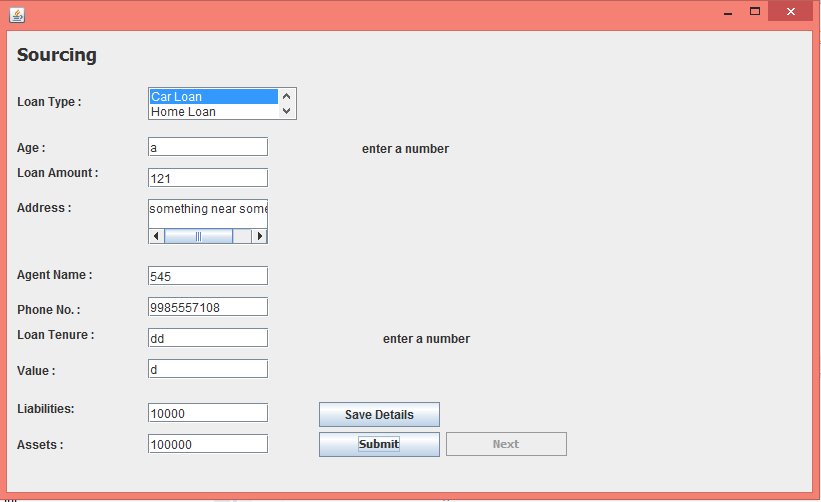 Sourcing
Loan Type :
Car Loan
Home Loan
Age :
a
enter a number
Loan Amount :
121
Address :
something near some
Agent Name :
545
Phone No. :
9985557108
Loan Tenure :
dd
enter a number
Value :
d
Liabilities:
10000
Save Details
Assets :
100000
Submit
Next